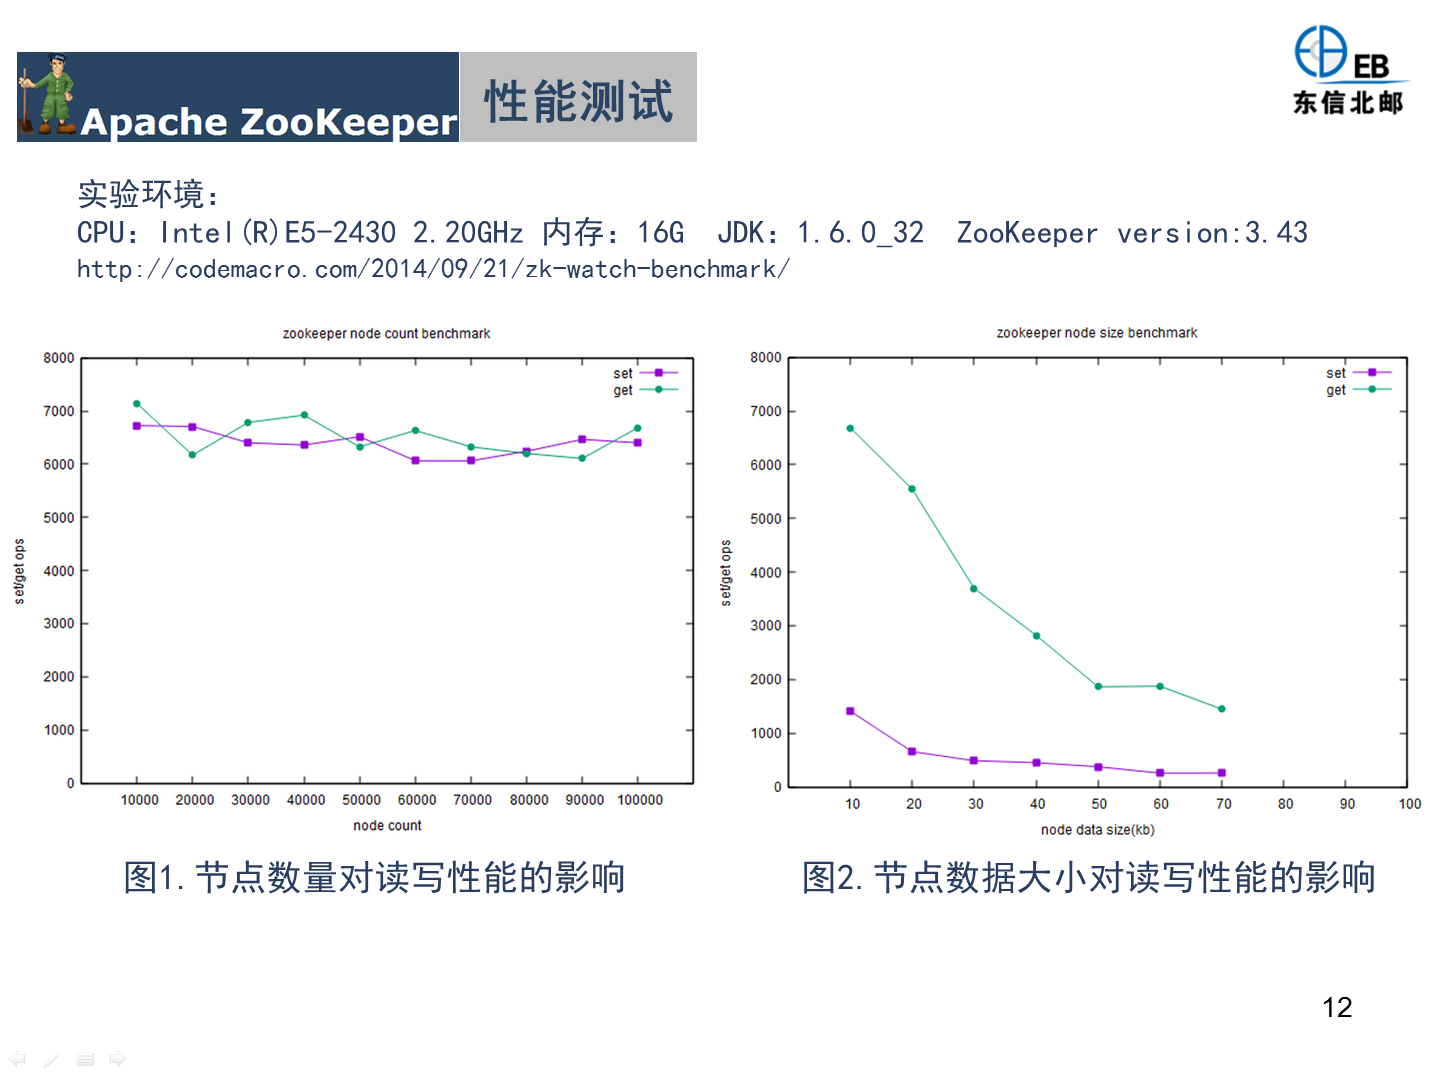 Apache ZooKeeper
性能测试
EB
东信北邮
实验环境：
CPU：Intel(R)E5-2430 2.20GHz 内存：16G  JDK：1.6.0_32  ZooKeeper version:3.43
http://codemacro.com/2014/09/21/zk-watch-benchmark/
zookeeper node count benchmark
set
get
8000
7000
6000
5000
4000
3000
2000
1000
0
set/get ops
10000 20000 30000 40000 50000 60000 70000 80000 90000 100000
node count
图1.节点数量对读写性能的影响
zookeeper node size benchmark
set
get
8000
7000
6000
5000
4000
3000
2000
1000
0
set/get ops
10 20 30 40 50 60 70 80 90 100
node data size(kb)
图2.节点数据大小对读写性能的影响
12